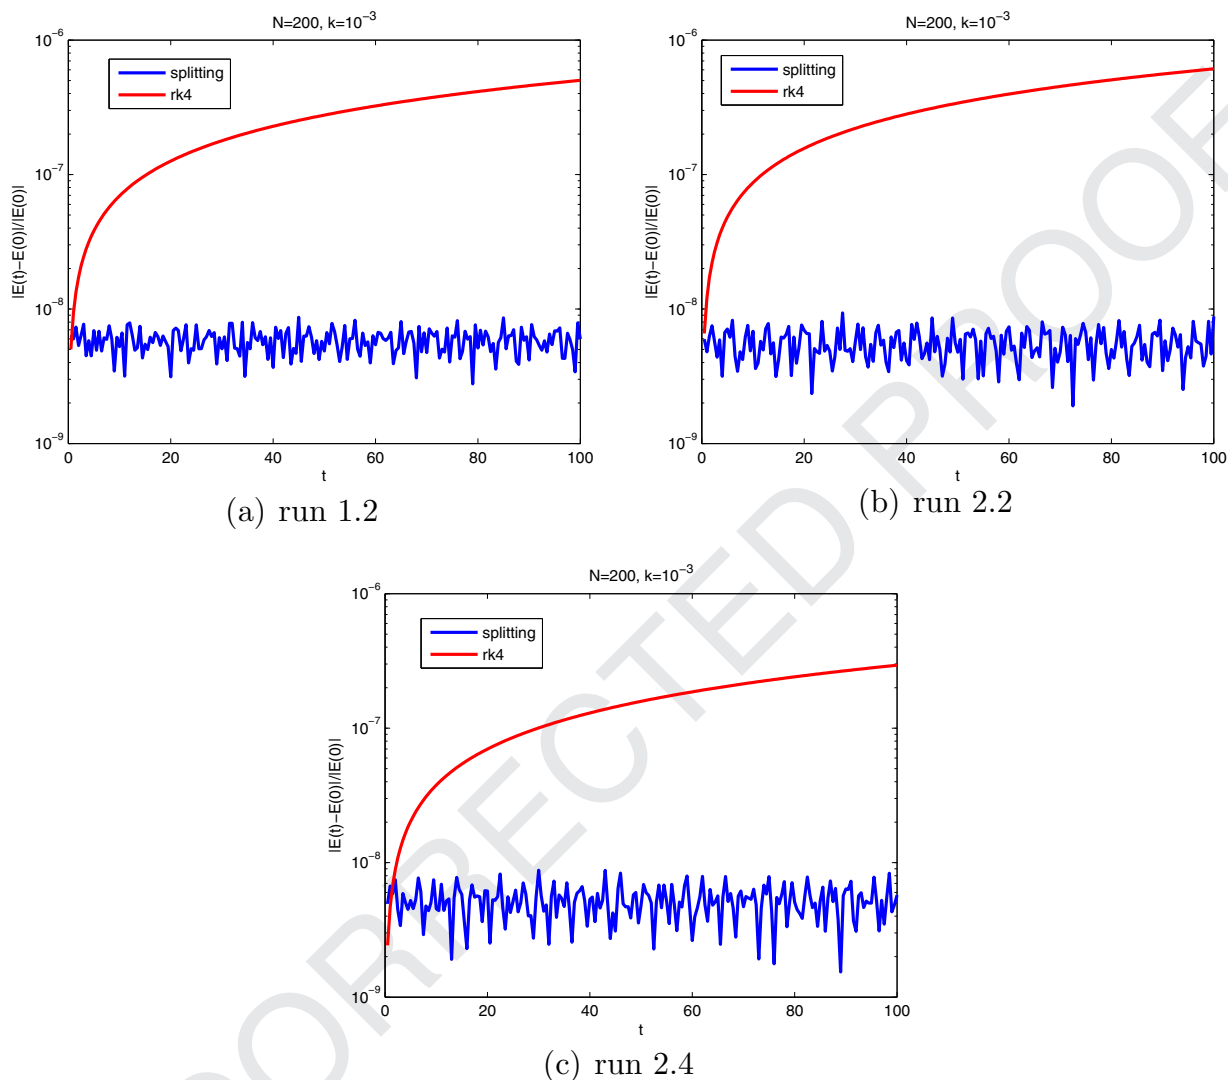 N=200, k=10⁻³
N=200, k=10⁻³
10⁻⁶
10⁻⁷
10⁻⁸
10⁻⁹
|E(t)−E(0)|/|E(0)|
splitting
rk4
0 20 40 60 80 100
t
(a) run 1.2
10⁻⁶
10⁻⁷
10⁻⁸
10⁻⁹
|E(t)−E(0)|/|E(0)|
splitting
rk4
0 20 40 60 80 100
t
(b) run 2.2
N=200, k=10⁻³
10⁻⁶
10⁻⁷
10⁻⁸
10⁻⁹
|E(t)−E(0)|/|E(0)|
splitting
rk4
0 20 40 60 80 100
t
(c) run 2.4
ORRECTED PROOF